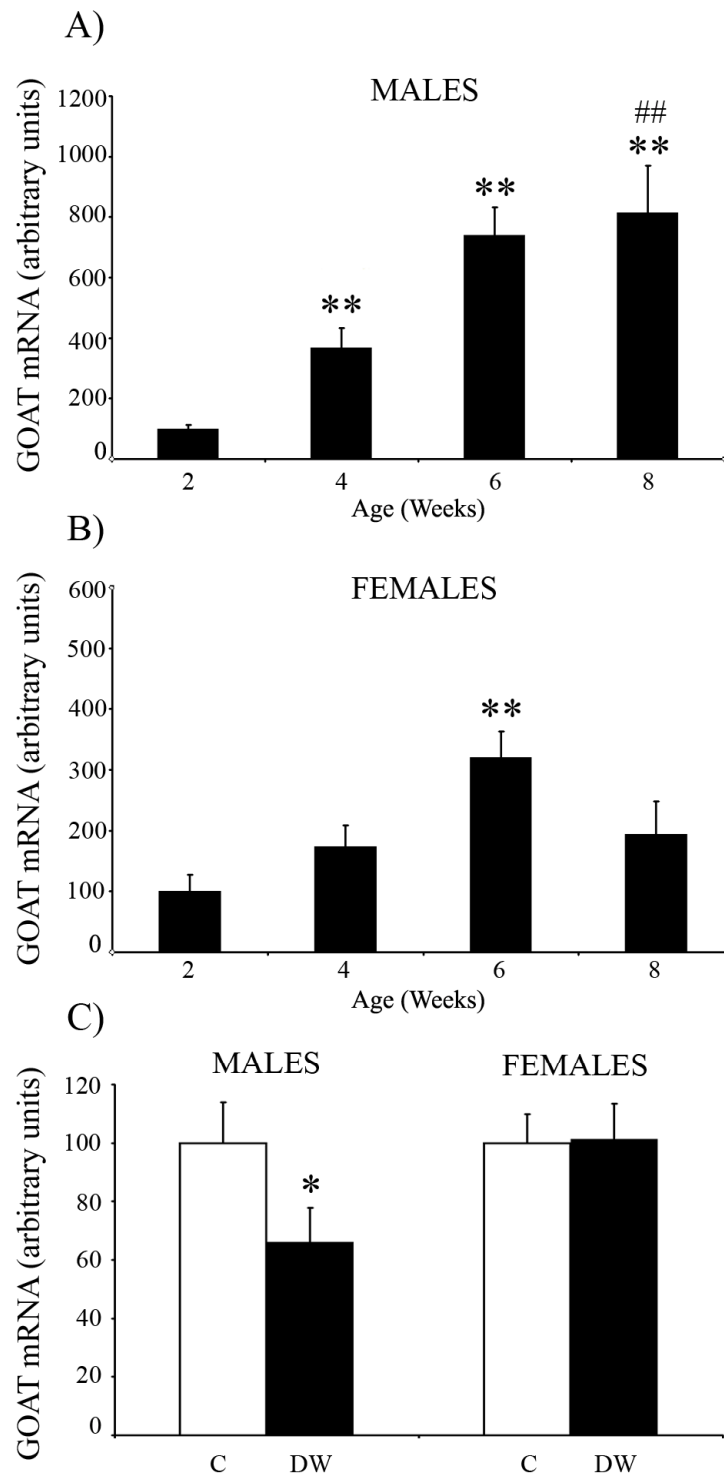 A)
MALES
GOAT mRNA (arbitrary units)
1200
1000
800
600
400
200
0
**
**
##
**
2 4 6 8
Age (Weeks)
B)
FEMALES
GOAT mRNA (arbitrary units)
600
500
400
300
200
100
0
**
2 4 6 8
Age (Weeks)
C)
MALES FEMALES
GOAT mRNA (arbitrary units)
120
100
80
60
40
20
0
*
C DW C DW